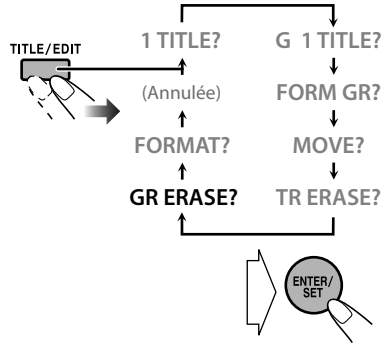 TITLE/EDIT
1 TITLE?
G 1 TITLE?
(Annulée)
FORM GR?
FORMAT?
MOVE?
GR ERASE?
TR ERASE?
ENTER/
SET